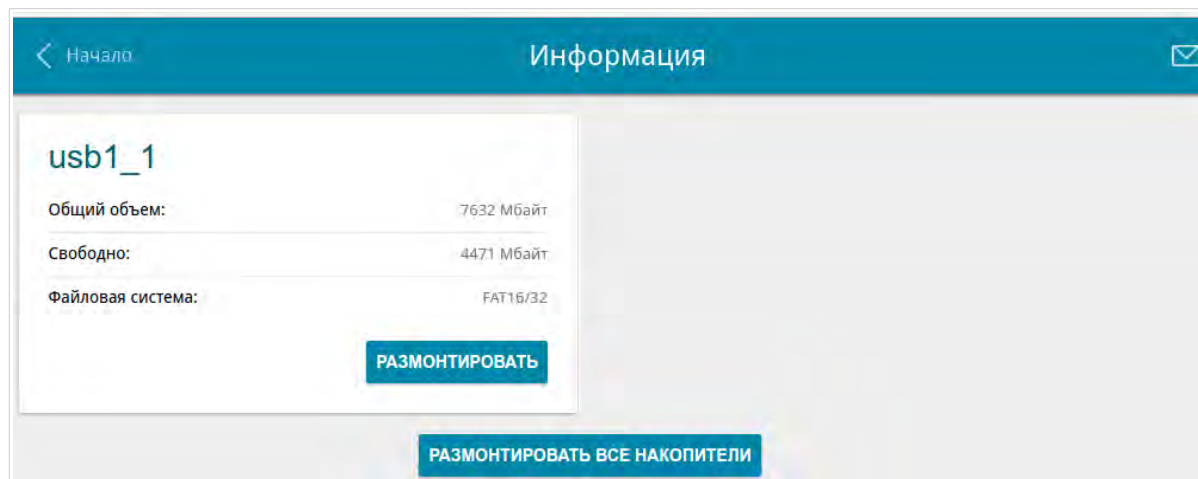 Начало
Информация
usb1_1
Общий объем: 7632 Мбайт
Свободно: 4471 Мбайт
Файловая система: FAT16/32
РАЗМОНТИРОВАТЬ
РАЗМОНТИРОВАТЬ ВСЕ НАКОПИТЕЛИ